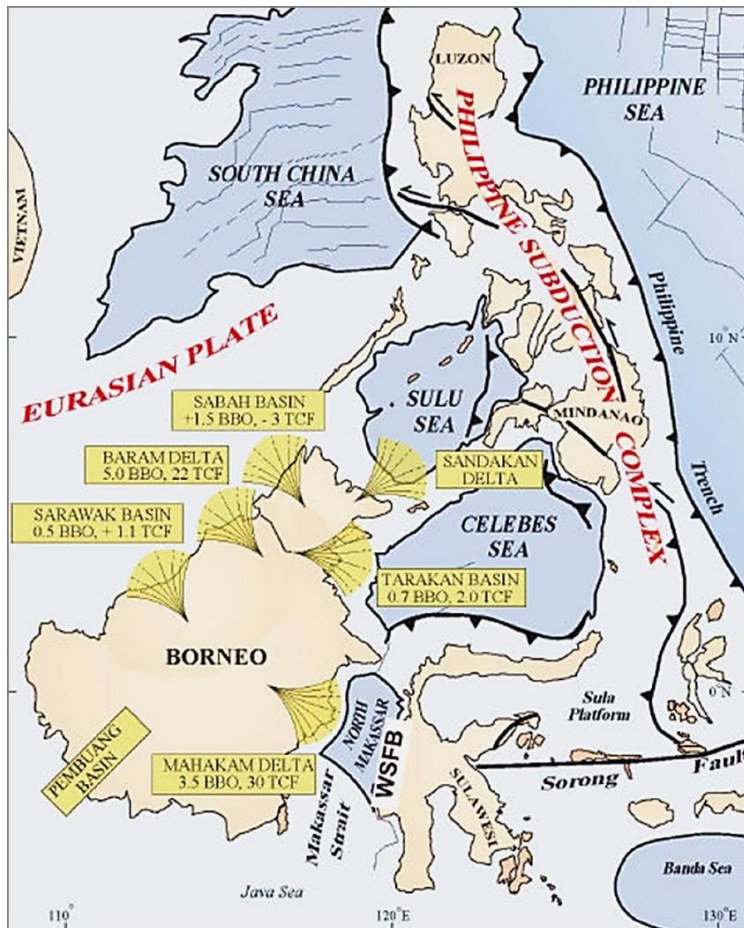 LUZON
PHILIPPINE
SEA
PHILIPPINE SUBDUCTION COMPLEX
SOUTH CHINA
SEA
VIETNAM
Philippine
Trench
10°N
EURASIAN PLATE
SULU
SEA
MINDANAO
SABAH BASIN
+1.5 BBO, - 3 TCF
BARAM DELTA
5.0 BBO, 22 TCF
SANDAKAN
DELTA
SARAWAK BASIN
0.5 BBO, + 1.1 TCF
CELEBES
SEA
TARAKAN BASIN
0.7 BBO, 2.0 TCF
BORNEO
0°N
Sula
Platform
NORTH
MAKASSAR
WSFB
PEMBUANG
BASIN
MAHAKAM DELTA
3.5 BBO, 30 TCF
Makassar
Strait
SULAWESI
Sorong Fault
Banda Sea
Java Sea
110°
120°E
130°E